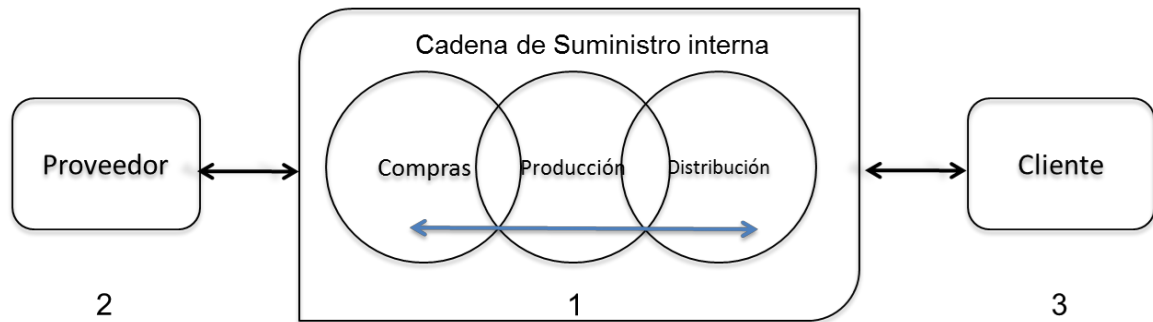 Cadena de Suministro interna
Proveedor
Compras
Producción
Distribución
Cliente
2
1
3